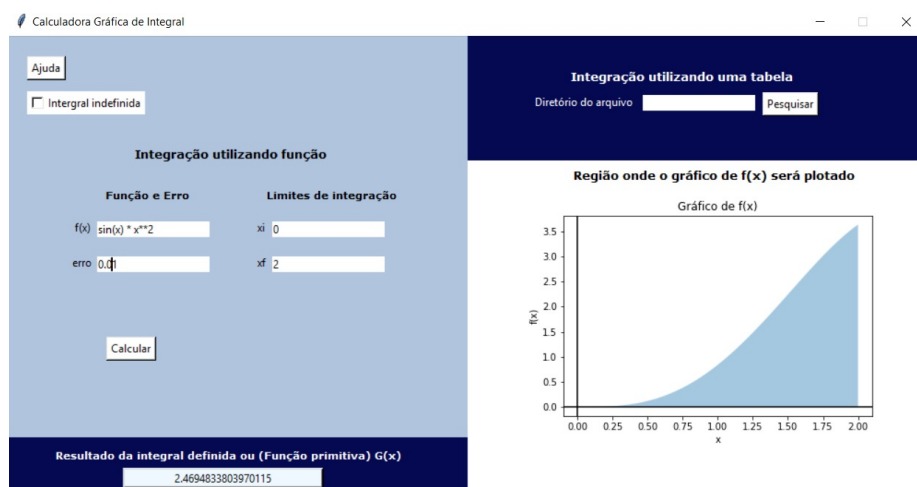 Calculadora Gráfica de Integral
Ajuda
Intergral indefinida
Integração utilizando função
Função e Erro
Limites de integração
f(x) sin(x) * x**2
xi 0
erro 0.01
xf 2
Calcular
Resultado da integral definida ou (Função primitiva) G(x)
2.4694833803970115
Integração utilizando uma tabela
Diretório do arquivo
Pesquisar
Região onde o gráfico de f(x) será plotado
Gráfico de f(x)
3.5
3.0
2.5
2.0
1.5
1.0
0.5
0.0
f(x)
0.00 0.25 0.50 0.75 1.00 1.25 1.50 1.75 2.00
x